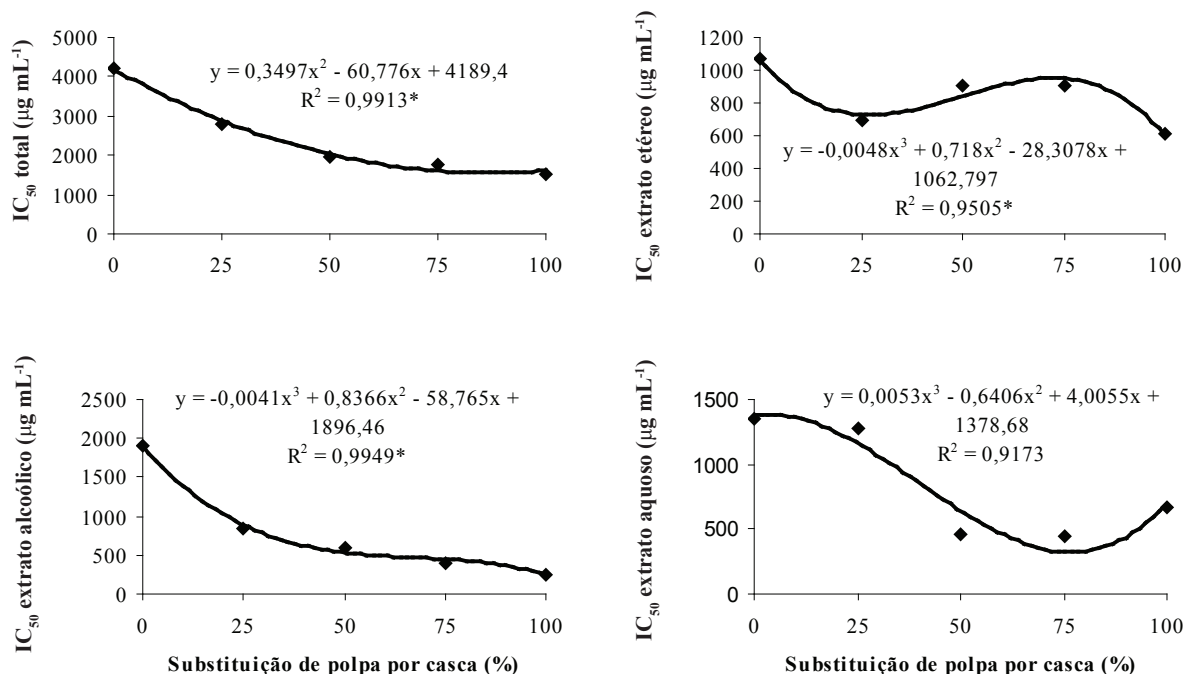 IC₅₀ total (µg mL⁻¹)
5000
4000
3000
2000
1000
0
y = 0,3497x² - 60,776x + 4189,4
R² = 0,9913*
0 25 50 75 100
IC₅₀ extrato etéreo (µg mL⁻¹)
1200
1000
800
600
400
200
0
y = -0,0048x³ + 0,718x² - 28,3078x +
1062,797
R² = 0,9505*
0 25 50 75 100
IC₅₀ extrato alcoólico (µg mL⁻¹)
2500
2000
1500
1000
500
0
y = -0,0041x³ + 0,8366x² - 58,765x +
1896,46
R² = 0,9949*
0 25 50 75 100
Substituição de polpa por casca (%)
IC₅₀ extrato aquoso (µg mL⁻¹)
1500
1000
500
0
y = 0,0053x³ - 0,6406x² + 4,0055x +
1378,68
R² = 0,9173
0 25 50 75 100
Substituição de polpa por casca (%)